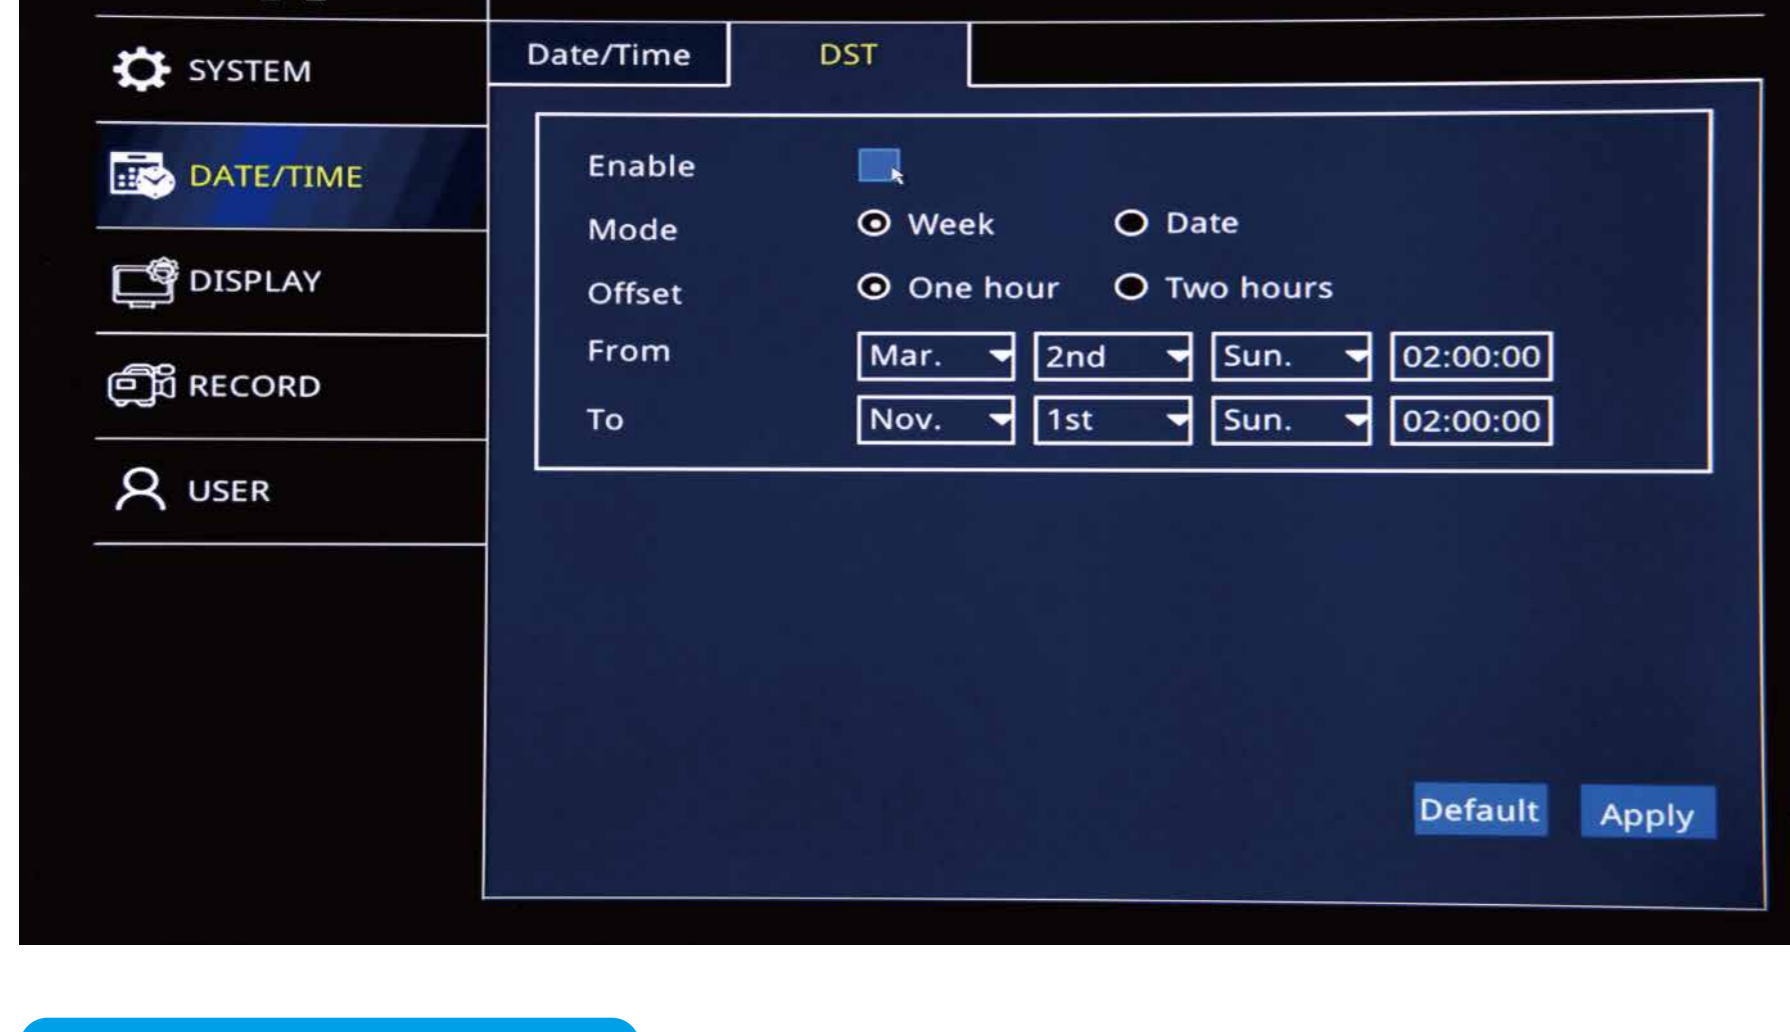 SYSTEM
DATE/TIME
DISPLAY
RECORD
USER
Date/Time DST
Enable
Mode Week Date
Offset One hour Two hours
From Mar. 2nd Sun. 02:00:00
To Nov. 1st Sun. 02:00:00
Default Apply